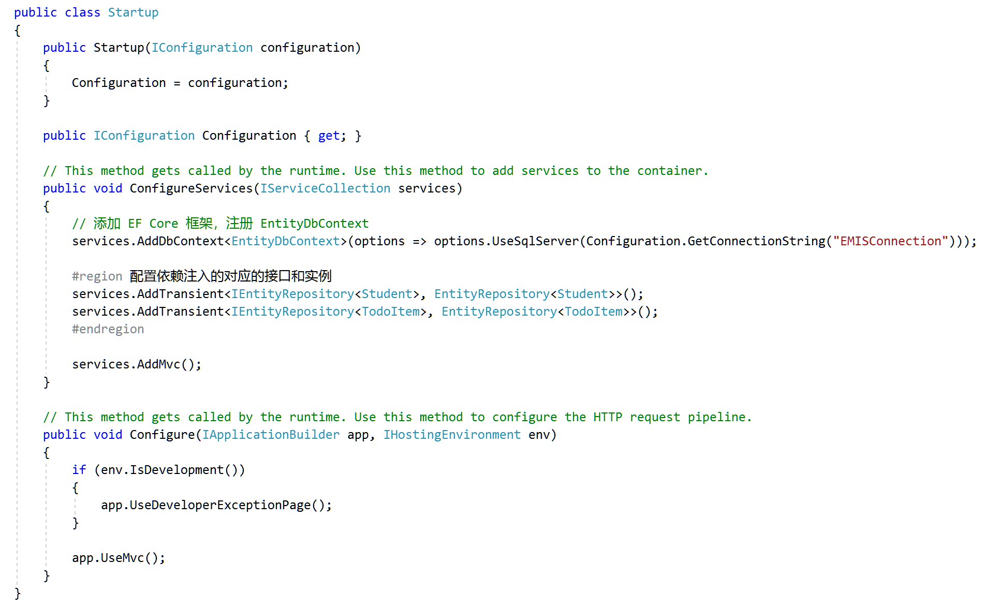 public class Startup
{
    public Startup(IConfiguration configuration)
    {
        Configuration = configuration;
    }

    public IConfiguration Configuration { get; }

    // This method gets called by the runtime. Use this method to add services to the container.
    public void ConfigureServices(IServiceCollection services)
    {
        // 添加 EF Core 框架，注册 EntityDbContext
        services.AddDbContext<EntityDbContext>(options => options.UseSqlServer(Configuration.GetConnectionString("EMISConnection")));

        #region 配置依赖注入的对应的接口和实例
        services.AddTransient<IEntityRepository<Student>, EntityRepository<Student>>();
        services.AddTransient<IEntityRepository<TodoItem>, EntityRepository<TodoItem>>();
        #endregion

        services.AddMvc();
    }

    // This method gets called by the runtime. Use this method to configure the HTTP request pipeline.
    public void Configure(IApplicationBuilder app, IHostingEnvironment env)
    {
        if (env.IsDevelopment())
        {
            app.UseDeveloperExceptionPage();
        }

        app.UseMvc();
    }
}